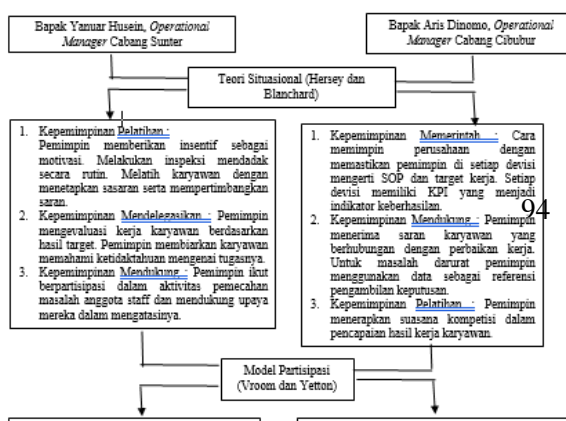 Bapak Yanuar Husein, Operational
Manager Cabang Sunter
Bapak Aris Dinomo, Operational
Manager Cabang Cibubur
Teori Situasional (Hersey dan
Blanchard)
1. Kepemimpinan Pelatihan :
Pemimpin memberikan insentif sebagai
motivasi. Melakukan inspeksi mendadak
secara rutin. Melatih karyawan dengan
menetapkan sasaran serta mempertimbangkan
saran.
2. Kepemimpinan Mendelegasikan : Pemimpin
mengevaluasi kerja karyawan berdasarkan
hasil target. Pemimpin membiarkan karyawan
memahami ketidaktahuan mengenai tugasnya.
3. Kepemimpinan Mendukung : Pemimpin ikut
berpartisipasi dalam aktivitas pemecahan
masalah anggota staff dan mendukung upaya
mereka dalam mengatasinya.
1. Kepemimpinan Memerintah : Cara
memimpin perusahaan dengan
memastikan pemimpin di setiap devisi
mengerti SOP dan target kerja. Setiap
devisi memiliki KPI yang menjadi
indikator keberhasilan.
94
2. Kepemimpinan Mendukung : Pemimpin
menerima saran karyawan yang
berhubungan dengan perbaikan kerja.
Untuk masalah darurat pemimpin
menggunakan data sebagai referensi
pengambilan keputusan.
3. Kepemimpinan Pelatihan : Pemimpin
menerapkan suasana kompetisi dalam
pencapaian hasil kerja karyawan.
Model Partisipasi
(Vroom dan Yetton)